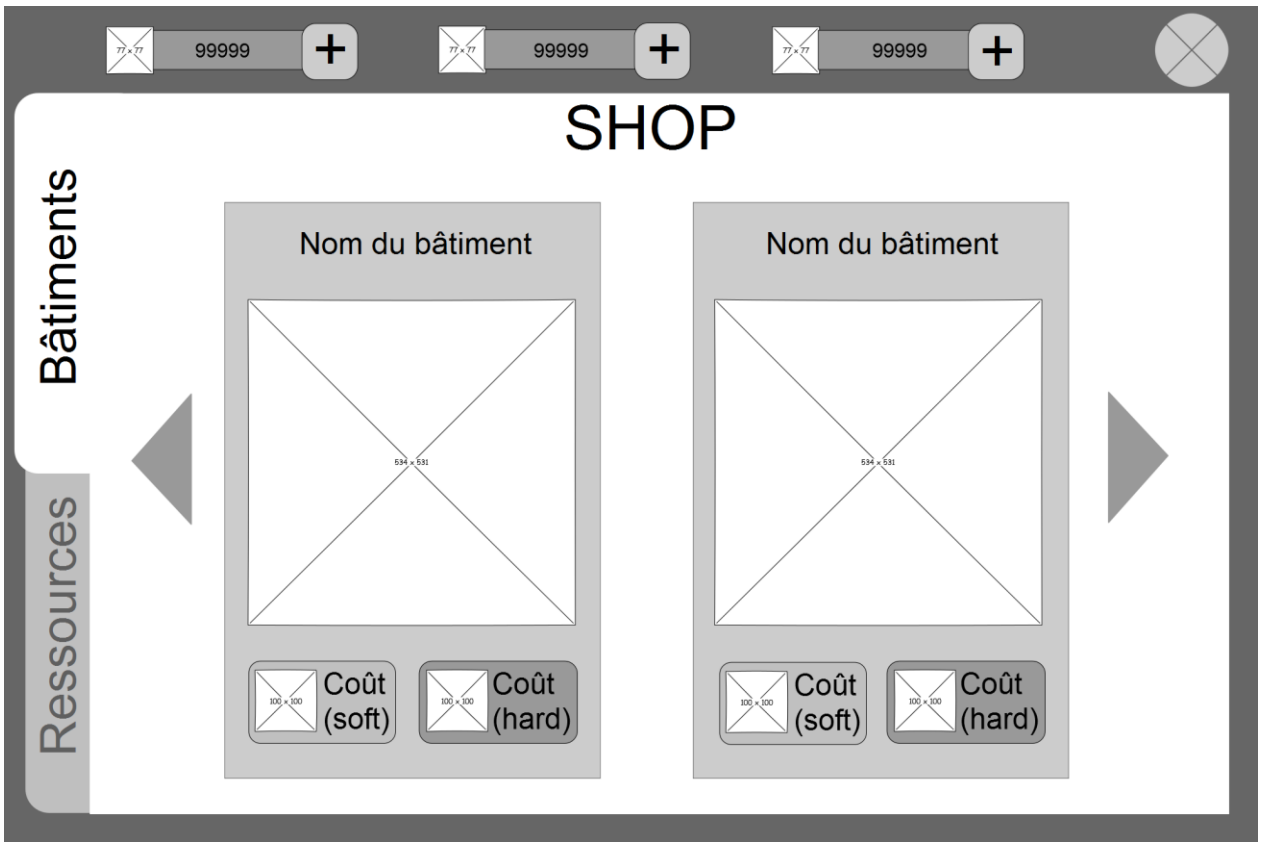 77 x 77
99999
+
77 x 77
99999
+
77 x 77
99999
+
SHOP
Bâtiments
Ressources
Nom du bâtiment
534 x 531
Coût
(soft)
100 x 100
Coût
(hard)
100 x 100
Nom du bâtiment
534 x 531
Coût
(soft)
100 x 100
Coût
(hard)
100 x 100